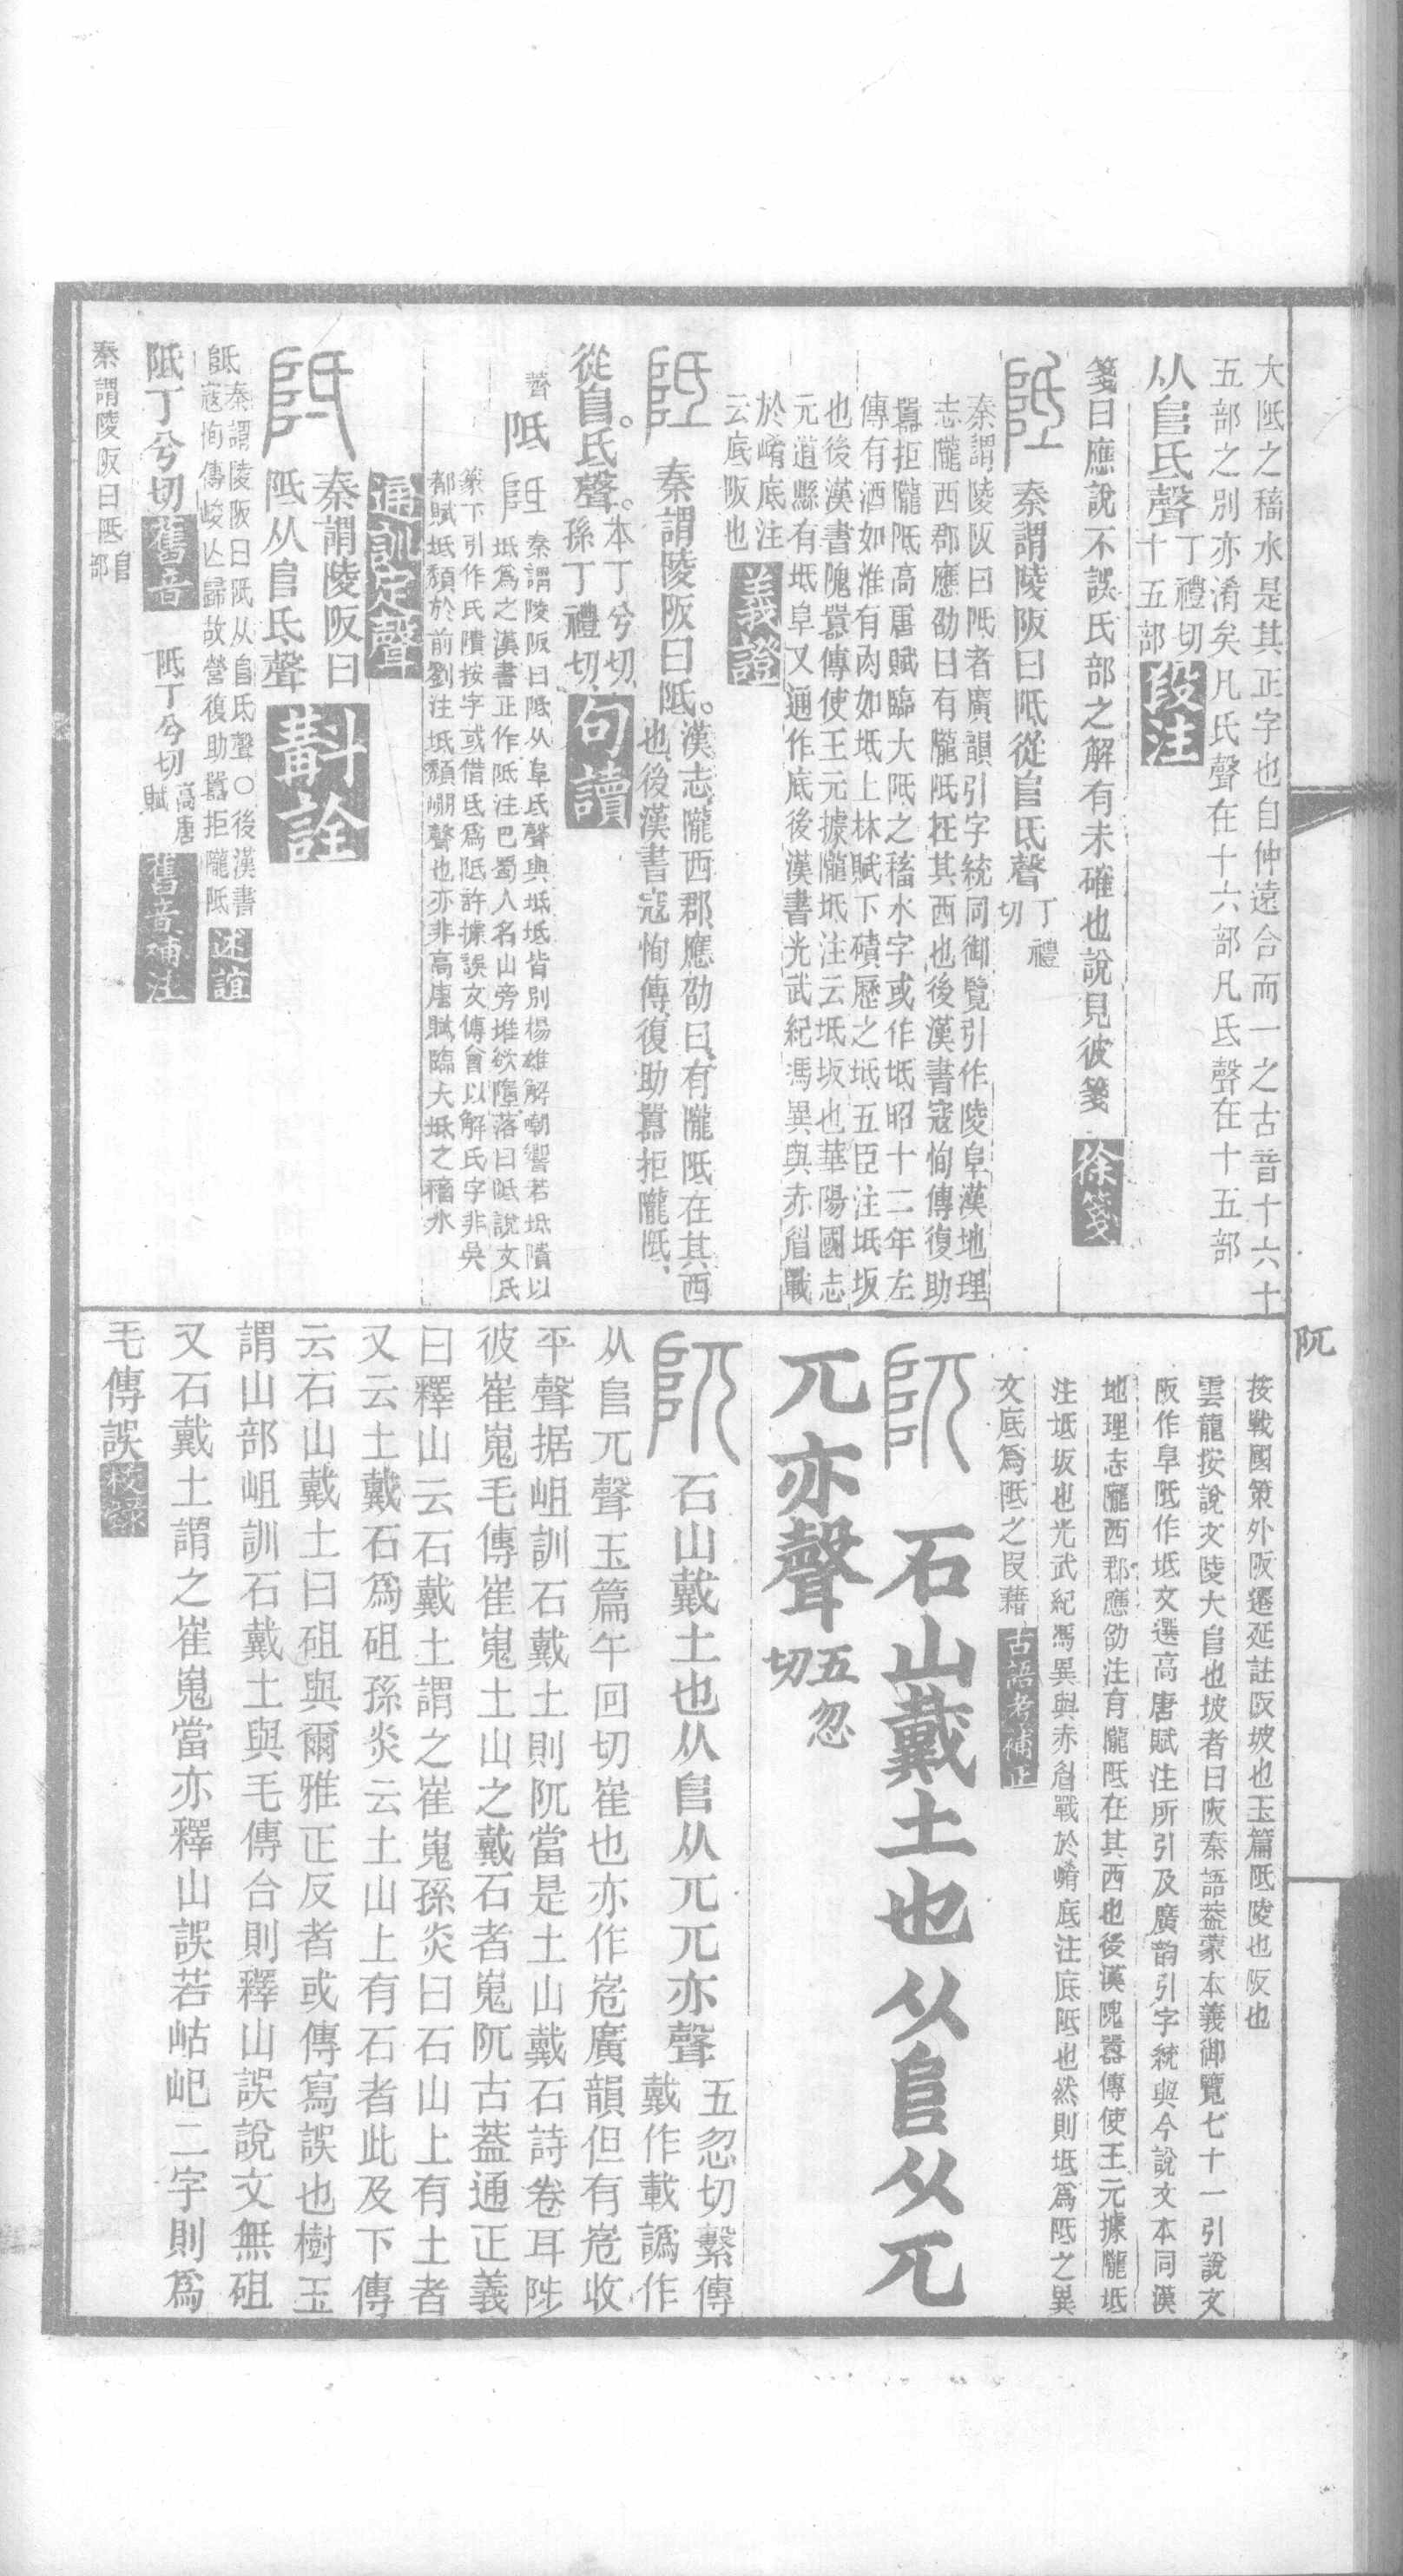 大阺之稸水是其正字也自仲遠合而一之古音十六十
五部之別亦淆矣凡氏聲在十六部凡氐聲在十五部
从𨸏氐聲丁禮切十五部段注
箋曰應說不誤氏部之解有未確也說見彼箋徐箋
秦謂陵阪曰阺從𨸏氐聲丁禮切
秦謂陵阪曰阺者廣韻引字統同御覽引作陵阜漢地理
志隴西郡應劭曰有隴阺在其西也後漢書寇恂傳復助
囂拒隴阺高唐賦臨大阺之稸水字或作坻昭十二年左
傳有酒如淮有肉如坻上林賦下磧歷之坻五臣注坻坂
也後漢書隗囂傳使王元據隴坻注云坻坂也華陽國志
元道縣有坻阜又通作底後漢書光武紀馮異與赤眉戰
於崤底注
云底阪也義證
秦謂陵阪曰阺。漢志隴西郡應劭曰有隴阺在其西
也後漢書寇恂傳復助囂拒隴阺
從𨸏。氐聲。本丁兮切孫丁禮切句讀
阺秦謂陵阪曰阺从阜氐聲與坻坁皆別楊雄解嘲響若坻隤以
坻爲之漢書正作阺注巴蜀人名山旁堆欲墮落曰阺說文氏
篆下引作氏隤按字或借氐爲阺許據誤文傅會以解氏字非吳
都賦坻頹於前劉注坻頹崩聲也亦非高唐賦臨大坻之稸水
通訓定聲
秦謂陵阪曰
阺从𨸏氐聲斠詮
阺秦謂陵阪曰阺从𨸏氐聲○後漢書
寇恂傳峻亡歸故營復助囂拒隴阺述誼
阺丁兮切舊音 阺丁兮切高唐賦舊音補注
秦謂陵阪曰阺𨸏部
阮
按戰國策外阪遷延註阪坡也玉篇阺陵也阪也
雲龍按說文陵大𨸏也坡者曰阪秦語葢蒙本義御覽七十一引說文
阪作阜阺作坻文選高唐賦注所引及廣韵引字統與今說文本同漢
地理志隴西郡應劭注有隴阺在其西也後漢隗囂傳使王元據隴坻
注坻坂也光武紀馮異與赤眉戰於崤底注底阺也然則坻爲阺之異
文底爲阺之叚藉古語考補正
石山戴土也从𨸏从兀
兀亦聲五忽切
石山戴土也从𨸏从兀兀亦聲五忽切繫傳
戴作載譌作
从𨸏兀聲玉篇午回切崔也亦作峞廣韻但有峞收
平聲据岨訓石戴土則阢當是土山戴石詩卷耳陟
彼崔嵬毛傳崔嵬土山之戴石者嵬阢古葢通正義
曰釋山云石戴土謂之崔嵬孫炎曰石山上有土者
又云土戴石爲砠孫炎云土山上有石者此及下傳
云石山戴土曰砠與爾雅正反者或傳寫誤也樹玉
謂山部岨訓石戴土與毛傳合則釋山誤說文無砠
又石戴土謂之崔嵬當亦釋山誤若岵屺二字則爲
毛傳誤校錄